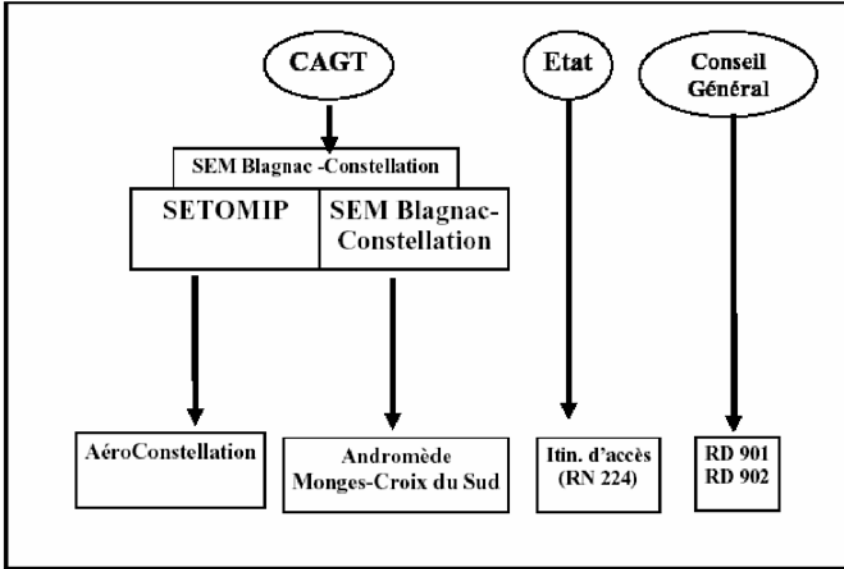 CAGT
Etat
Conseil
Général
SEM Blagnac -Constellation
SETOMIP
SEM Blagnac-
Constellation
AéroConstellation
Andromède
Monges-Croix du Sud
Itin. d'accès
(RN 224)
RD 901
RD 902